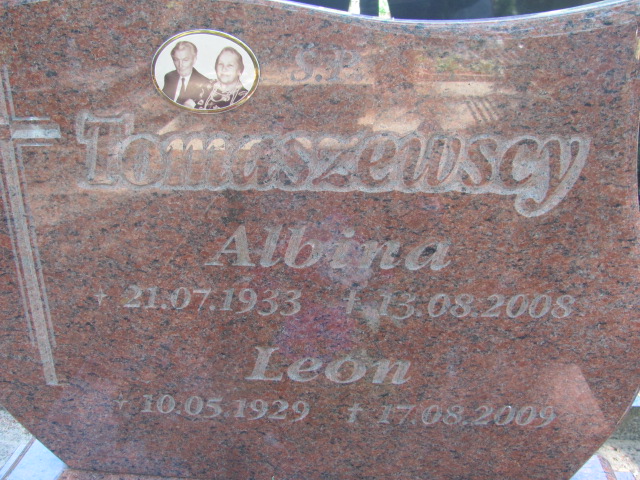 Ś.P.
Tomaszewscy
Albina
* 21.07.1933 † 13.08.2008
Leon
* 10.05.1929 † 17.08.2009